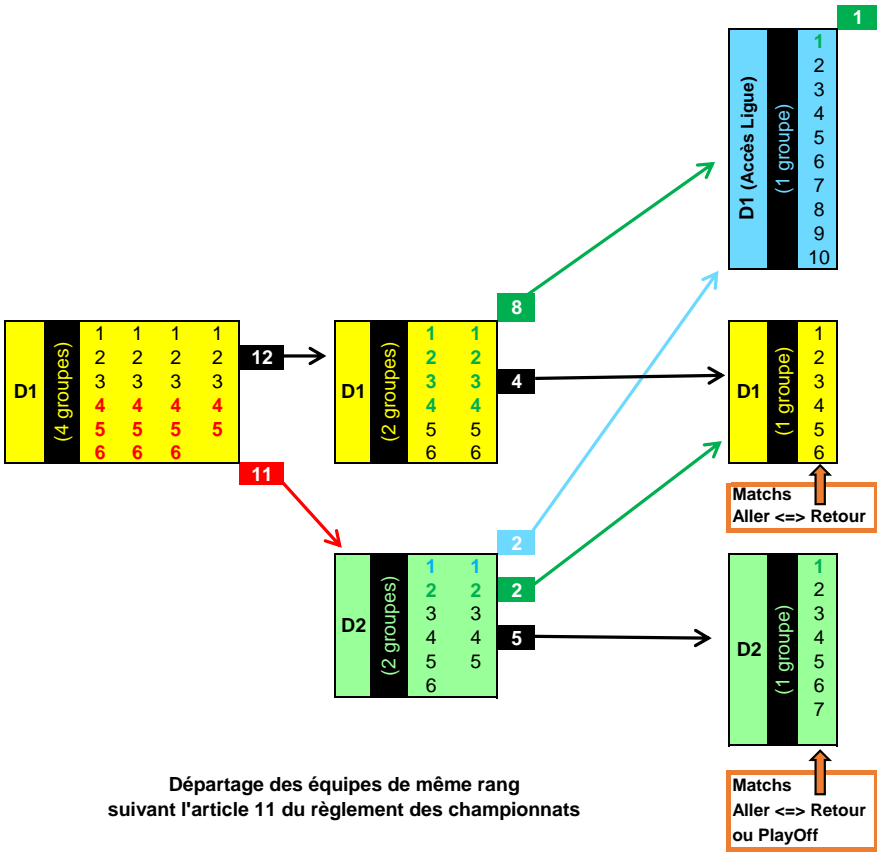 1
D1 (Accès Ligue)
(1 groupe)
1
2
3
4
5
6
7
8
9
10
D1
(4 groupes)
1 1 1 1
2 2 2 2
3 3 3 3
4 4 4 4
5 5 5 5
6 6 6
12
11
D1
(2 groupes)
1 1
2 2
3 3
4 4
5 5
6 6
8
4
D1
(1 groupe)
1
2
3
4
5
6
Matchs
Aller <=> Retour
D2
(2 groupes)
1 1
2 2
3 3
4 4
5 5
6
2
2
5
D2
(1 groupe)
1
2
3
4
5
6
7
Matchs
Aller <=> Retour
ou PlayOff
Départage des équipes de même rang
suivant l'article 11 du règlement des championnats